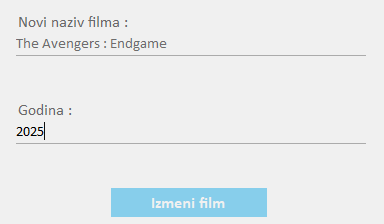 Novi naziv filma :
The Avengers : Endgame
Godina :
2025
Izmeni film